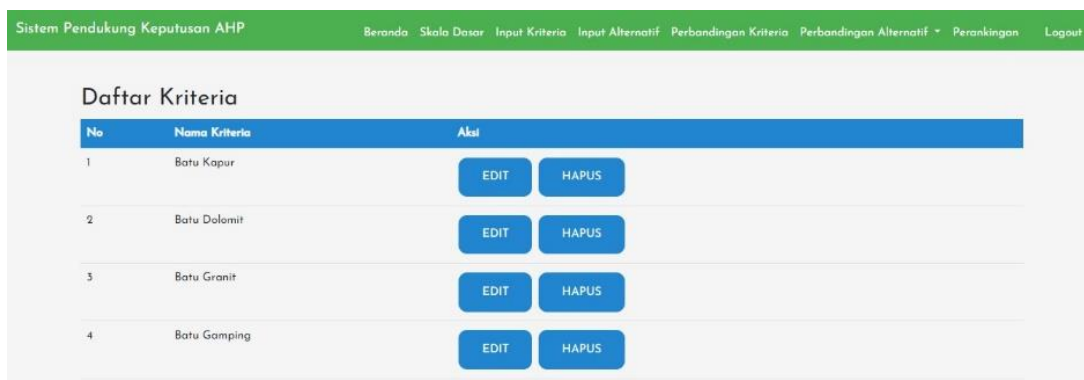 Sistem Pendukung Keputusan AHP Beranda Skala Dasar Input Kriteria Input Alternatif Perbandingan Kriteria Perbandingan Alternatif Perankingan Logout
Daftar Kriteria
No Nama Kriteria Aksi
1 Batu Kapur EDIT HAPUS
2 Batu Dolomit EDIT HAPUS
3 Batu Granit EDIT HAPUS
4 Batu Gamping EDIT HAPUS